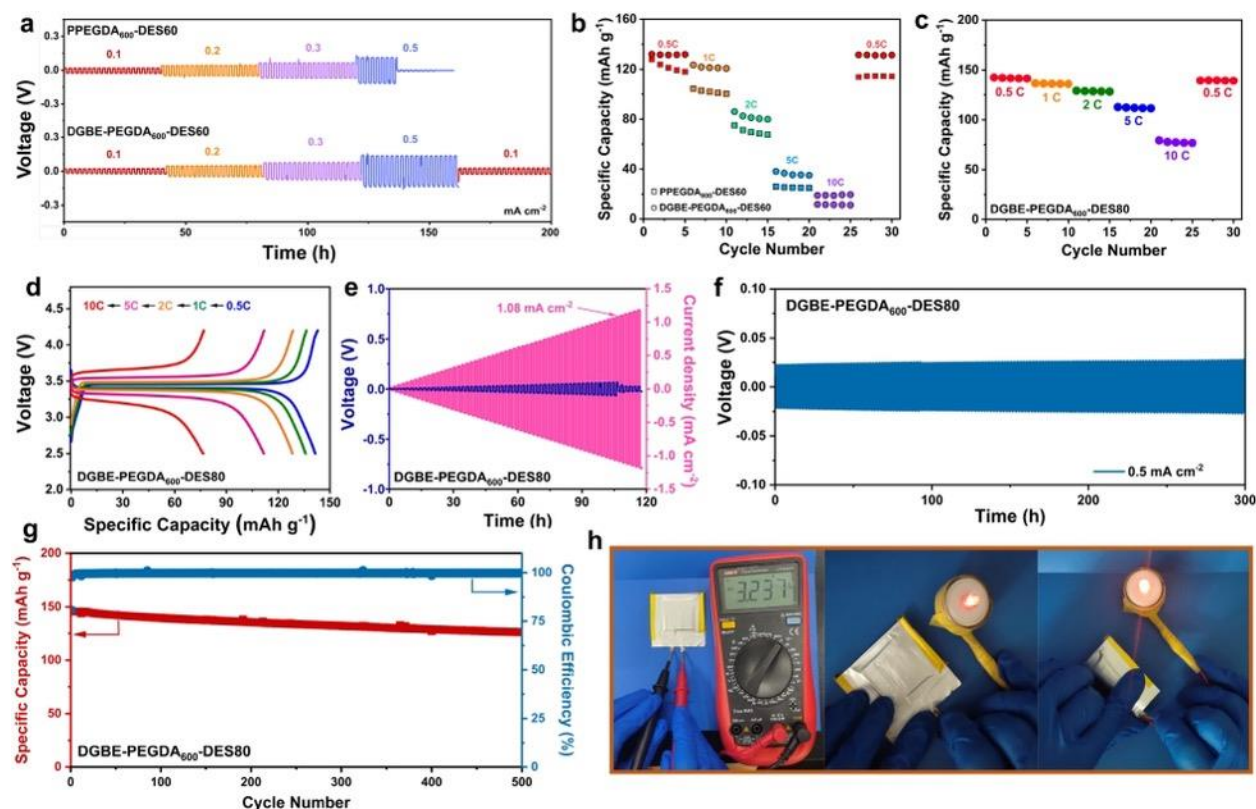 a
PPEGDA₆₀₀-DES60
0.3
0.0
-0.3
0.1
0.2
0.3
0.5
DGBE-PEGDA₆₀₀-DES60
0.3
0.0
-0.3
0.1
0.2
0.3
0.5
0.1
mA cm⁻²
Voltage (V)
0 50 100 150 200
Time (h)
b
Specific Capacity (mAh g⁻¹)
160
120
80
40
0
0.5C
1C
2C
5C
10C
0.5C
PPEGDA₆₀₀-DES60
DGBE-PEGDA₆₀₀-DES60
0 5 10 15 20 25 30
Cycle Number
c
Specific Capacity (mAh g⁻¹)
200
150
100
50
0
0.5 C
1 C
2 C
5 C
10 C
0.5 C
DGBE-PEGDA₆₀₀-DES80
0 5 10 15 20 25 30
Cycle Number
d
10C 5C 2C 1C 0.5C
Voltage (V)
4.5
4.0
3.5
3.0
2.5
DGBE-PEGDA₆₀₀-DES80
0 30 60 90 120 150
Specific Capacity (mAh g⁻¹)
e
Voltage (V)
1.0
0.5
0.0
-0.5
-1.0
1.08 mA cm⁻²
1.5
1.0
0.5
0.0
-0.5
-1.0
-1.5
Current density (mA cm⁻²)
DGBE-PEGDA₆₀₀-DES80
0 30 60 90 120
Time (h)
f
Voltage (V)
0.10
0.05
0.00
-0.05
-0.10
DGBE-PEGDA₆₀₀-DES80
0.5 mA cm⁻²
0 100 200 300
Time (h)
g
Specific Capacity (mAh g⁻¹)
200
150
100
50
0
100
75
50
25
0
Coulombic Efficiency (%)
DGBE-PEGDA₆₀₀-DES80
0 100 200 300 400 500
Cycle Number
h
3.237